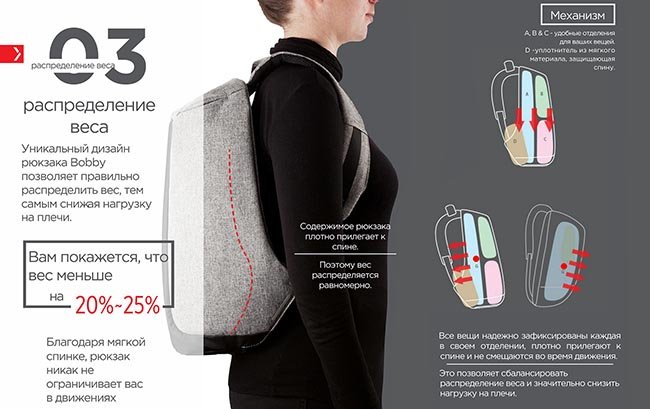 03
распределение веса
распределение
веса
Уникальный дизайн
рюкзака Bobby
позволяет правильно
распределить вес, тем
самым снижая нагрузку
на плечи.
Вам покажется, что
вес меньше
на 20%~25%
Благодаря мягкой
спинке, рюкзак
никак не
ограничивает вас
в движениях
Содержимое рюкзака
плотно прилегает к
спине.
Поэтому вес
распределяется
равномерно.
Механизм
A, B & C - удобные отделения
для ваших вещей.
D -уплотнитель из мягкого
материала, защищающая
спину.
A
B
C
D
Все вещи надежно зафиксированы каждая
в своем отделении, плотно прилегают к
спине и не смещаются во время движения.
Это позволяет сбалансировать
распределение веса и значительно снизить
нагрузку на плечи.